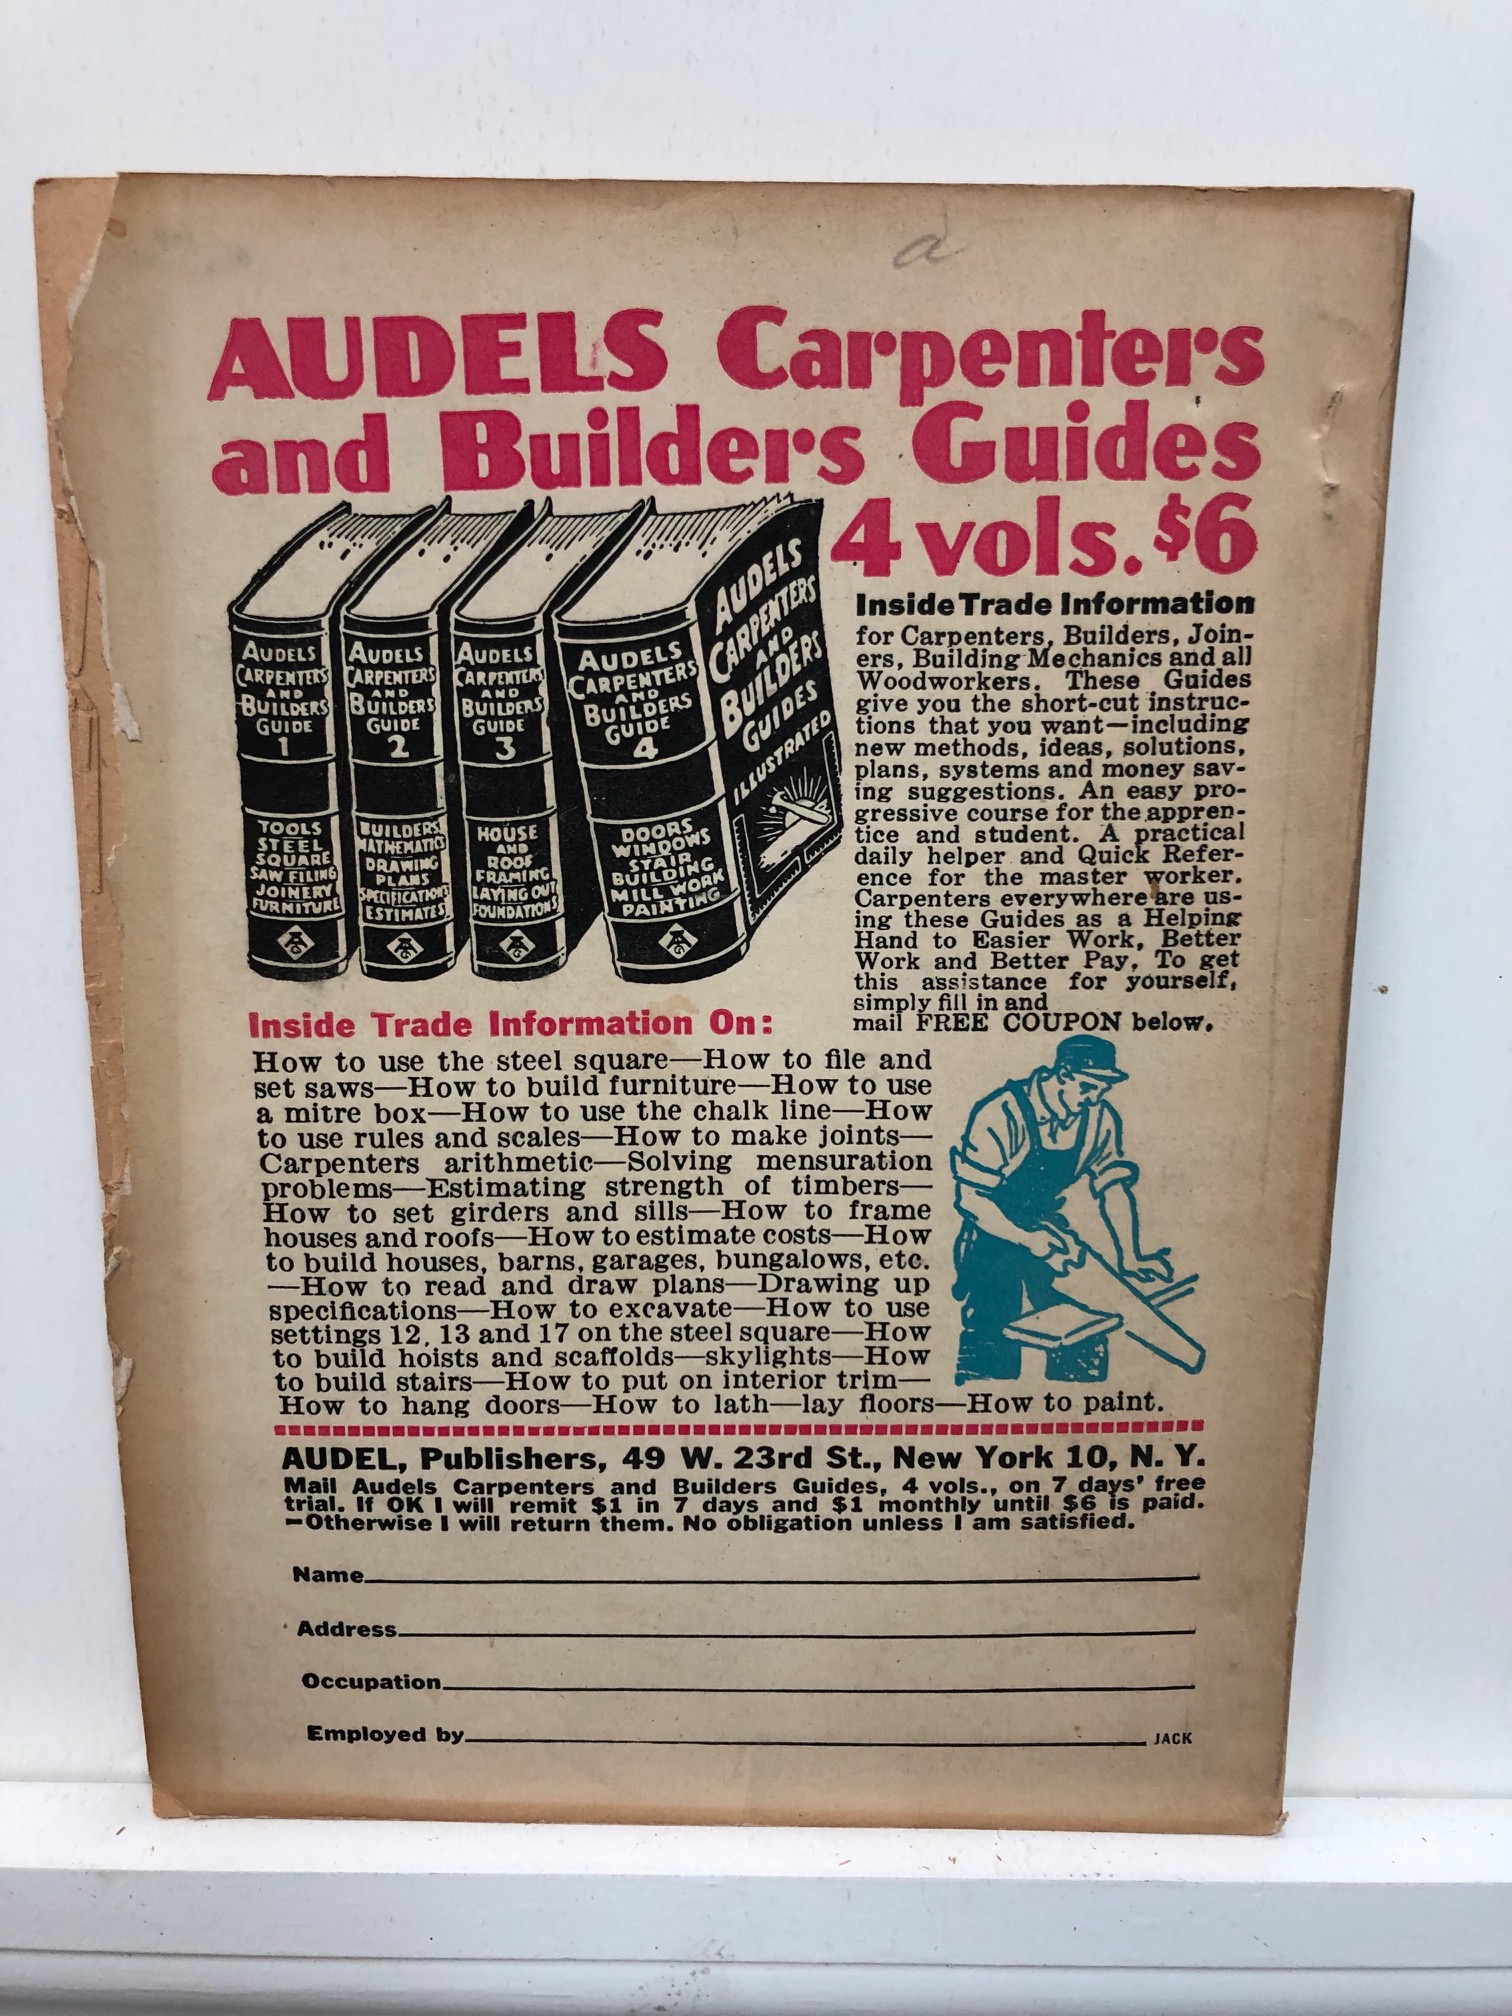 a
AUDELS Carpenters
and Builders Guides
4 vols. $6
AUDELS
CARPENTERS
AND
BUILDERS
GUIDE
1
TOOLS
STEEL
SQUARE
SAW FILING
JOINERY
FURNITURE
AUDELS
CARPENTERS
AND
BUILDERS
GUIDE
2
BUILDERS
MATHEMATICS
DRAWING
PLANS
SPECIFICATIONS
ESTIMATES
AUDELS
CARPENTERS
AND
BUILDERS
GUIDE
3
HOUSE
AND
ROOF
FRAMING
LAYING OUT
FOUNDATIONS
AUDELS
CARPENTERS
AND
BUILDERS
GUIDE
4
DOORS
WINDOWS
STAIR
BUILDING
MILL WORK
PAINTING
AUDELS
CARPENTERS
AND
BUILDERS
GUIDES
ILLUSTRATED
Inside Trade Information
for Carpenters, Builders, Join-
ers, Building Mechanics and all
Woodworkers. These Guides
give you the short-cut instruc-
tions that you want—including
new methods, ideas, solutions,
plans, systems and money sav-
ing suggestions. An easy pro-
gressive course for the appren-
tice and student. A practical
daily helper and Quick Refer-
ence for the master worker.
Carpenters everywhere are us-
ing these Guides as a Helping
Hand to Easier Work, Better
Work and Better Pay. To get
this assistance for yourself,
simply fill in and
mail FREE COUPON below.
Inside Trade Information On:
How to use the steel square—How to file and
set saws—How to build furniture—How to use
a mitre box—How to use the chalk line—How
to use rules and scales—How to make joints—
Carpenters arithmetic—Solving mensuration
problems—Estimating strength of timbers—
How to set girders and sills—How to frame
houses and roofs—How to estimate costs—How
to build houses, barns, garages, bungalows, etc.
—How to read and draw plans—Drawing up
specifications—How to excavate—How to use
settings 12, 13 and 17 on the steel square—How
to build hoists and scaffolds—skylights—How
to build stairs—How to put on interior trim—
How to hang doors—How to lath—lay floors—How to paint.
AUDEL, Publishers, 49 W. 23rd St., New York 10, N. Y.
Mail Audels Carpenters and Builders Guides, 4 vols., on 7 days' free
trial. If OK I will remit $1 in 7 days and $1 monthly until $6 is paid.
—Otherwise I will return them. No obligation unless I am satisfied.
Name
Address
Occupation
Employed by JACK